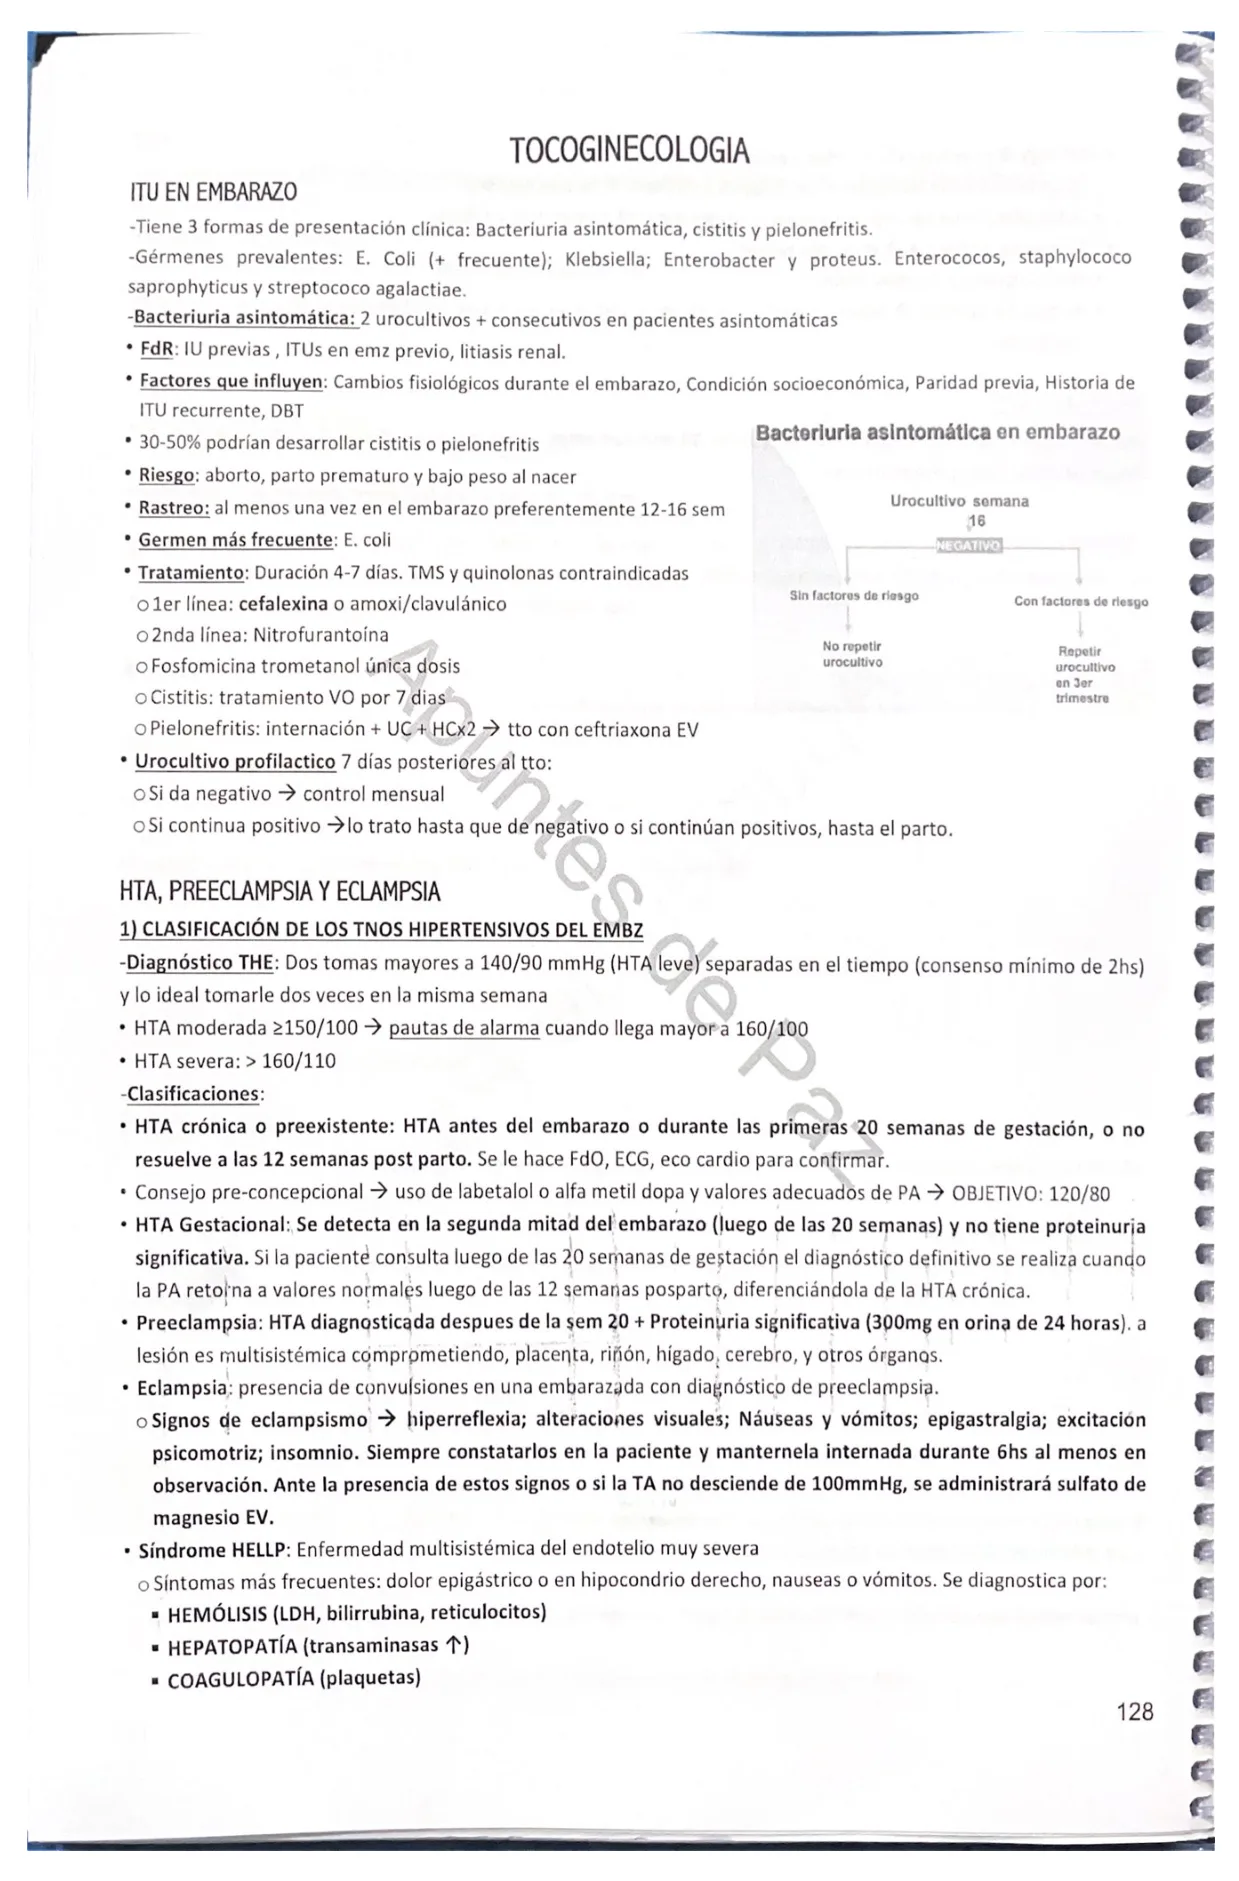 TOCOGINECOLOGIA
ITU EN EMBARAZO
-Tiene 3 formas de presentación clínica: Bacteriuria asintomática, cistitis y pielonefritis.
-Gérmenes prevalentes: E. Coli (+ frecuente); Klebsiella; Enterobacter y proteus. Enterococos, staphylococo
saprophyticus y streptococo agalactiae.
-Bacteriuria asintomática: 2 urocultivos + consecutivos en pacientes asintomáticas
• FdR: IU previas , ITUs en emz previo, litiasis renal.
• Factores que influyen: Cambios fisiológicos durante el embarazo, Condición socioeconómica, Paridad previa, Historia de
ITU recurrente, DBT
• 30-50% podrían desarrollar cistitis o pielonefritis
• Riesgo: aborto, parto prematuro y bajo peso al nacer
• Rastreo: al menos una vez en el embarazo preferentemente 12-16 sem
• Germen más frecuente: E. coli
• Tratamiento: Duración 4-7 días. TMS y quinolonas contraindicadas
o 1er línea: cefalexina o amoxi/clavulánico
o 2nda línea: Nitrofurantoína
o Fosfomicina trometanol única dosis
o Cistitis: tratamiento VO por 7 dias
o Pielonefritis: internación + UC + HCx2 → tto con ceftriaxona EV
• Urocultivo profilactico 7 días posteriores al tto:
o Si da negativo → control mensual
o Si continua positivo →lo trato hasta que de negativo o si continúan positivos, hasta el parto.
Bacteriuria asintomática en embarazo
Urocultivo semana
16
NEGATIVO
Sin factores de riesgo
Con factores de riesgo
No repetir
urocultivo
Repetir
urocultivo
en 3er
trimestre
HTA, PREECLAMPSIA Y ECLAMPSIA
1) CLASIFICACIÓN DE LOS TNOS HIPERTENSIVOS DEL EMBZ
-Diagnóstico THE: Dos tomas mayores a 140/90 mmHg (HTA leve) separadas en el tiempo (consenso mínimo de 2hs)
y lo ideal tomarle dos veces en la misma semana
• HTA moderada ≥150/100 → pautas de alarma cuando llega mayor a 160/100
• HTA severa: > 160/110
-Clasificaciones:
• HTA crónica o preexistente: HTA antes del embarazo o durante las primeras 20 semanas de gestación, o no
resuelve a las 12 semanas post parto. Se le hace FdO, ECG, eco cardio para confirmar.
• Consejo pre-concepcional → uso de labetalol o alfa metil dopa y valores adecuados de PA → OBJETIVO: 120/80
• HTA Gestacional: Se detecta en la segunda mitad del embarazo (luego de las 20 semanas) y no tiene proteinuria
significativa. Si la paciente consulta luego de las 20 semanas de gestación el diagnóstico definitivo se realiza cuando
la PA retorna a valores normales luego de las 12 semanas posparto, diferenciándola de la HTA crónica.
• Preeclampsia: HTA diagnosticada despues de la sem 20 + Proteinuria significativa (300mg en orina de 24 horas). a
lesión es multisistémica comprometiendo, placenta, riñón, hígado, cerebro, y otros órganos.
• Eclampsia: presencia de convulsiones en una embarazada con diagnóstico de preeclampsia.
o Signos de eclampsismo → hiperreflexia; alteraciones visuales; Náuseas y vómitos; epigastralgia; excitación
psicomotriz; insomnio. Siempre constatarlos en la paciente y manternela internada durante 6hs al menos en
observación. Ante la presencia de estos signos o si la TA no desciende de 100mmHg, se administrará sulfato de
magnesio EV.
• Síndrome HELLP: Enfermedad multisistémica del endotelio muy severa
o Síntomas más frecuentes: dolor epigástrico o en hipocondrio derecho, nauseas o vómitos. Se diagnostica por:
▪ HEMÓLISIS (LDH, bilirrubina, reticulocitos)
▪ HEPATOPATÍA (transaminasas ↑)
▪ COAGULOPATÍA (plaquetas)
128
Apuntes de Paz